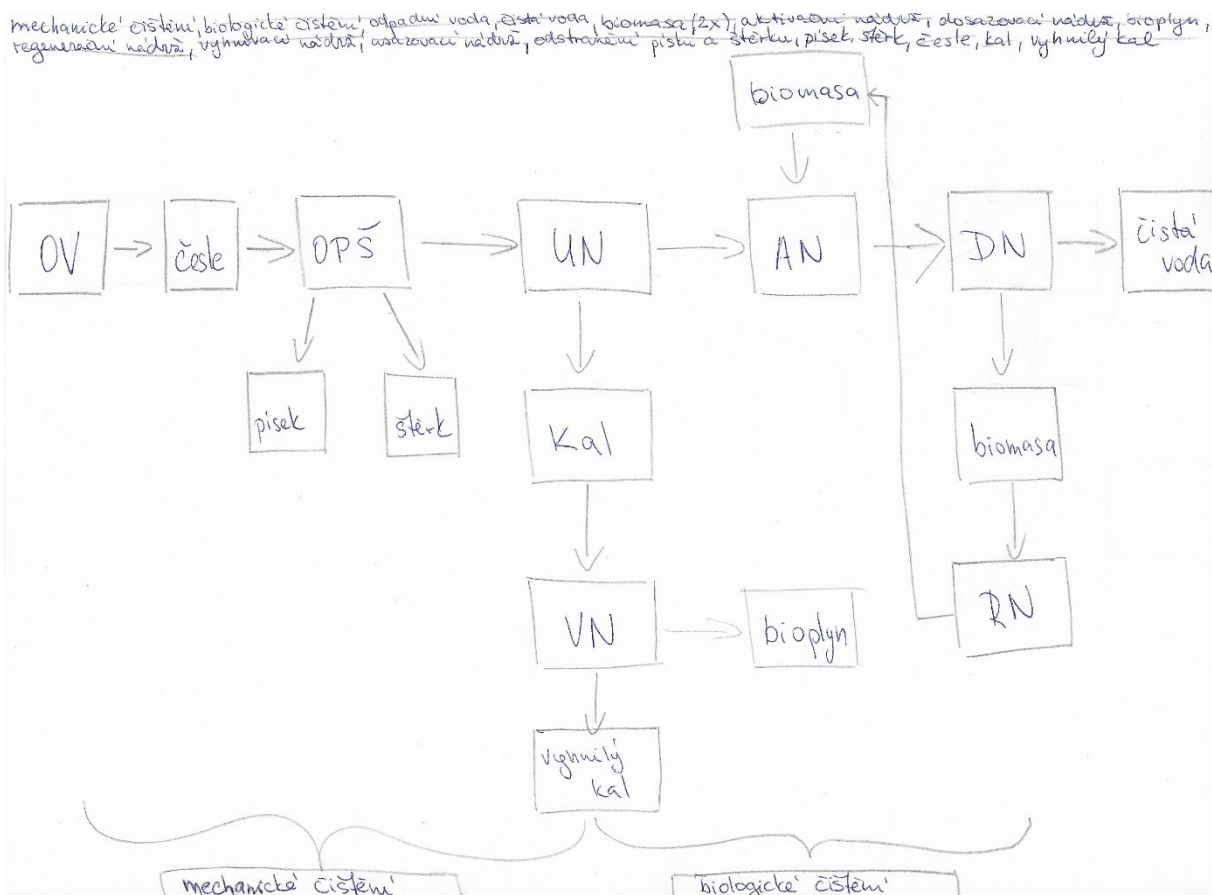 mechanické čištění, biologické čištění, odpadní voda, čistá voda, biomasa (2x), aktivační nádrž, dosazovací nádrž, bioplyn,
regenerační nádrž, vyhnívací nádrž, usazovací nádrž, odstranění písku a štěrku, písek, štěrk, česle, kal, vyhnilý kal
biomasa
OV
česle
OPŠ
UN
AN
DN
čistá
voda
písek
štěrk
Kal
biomasa
VN
bioplyn
RN
vyhnilý
kal
mechanické čištění
biologické čištění